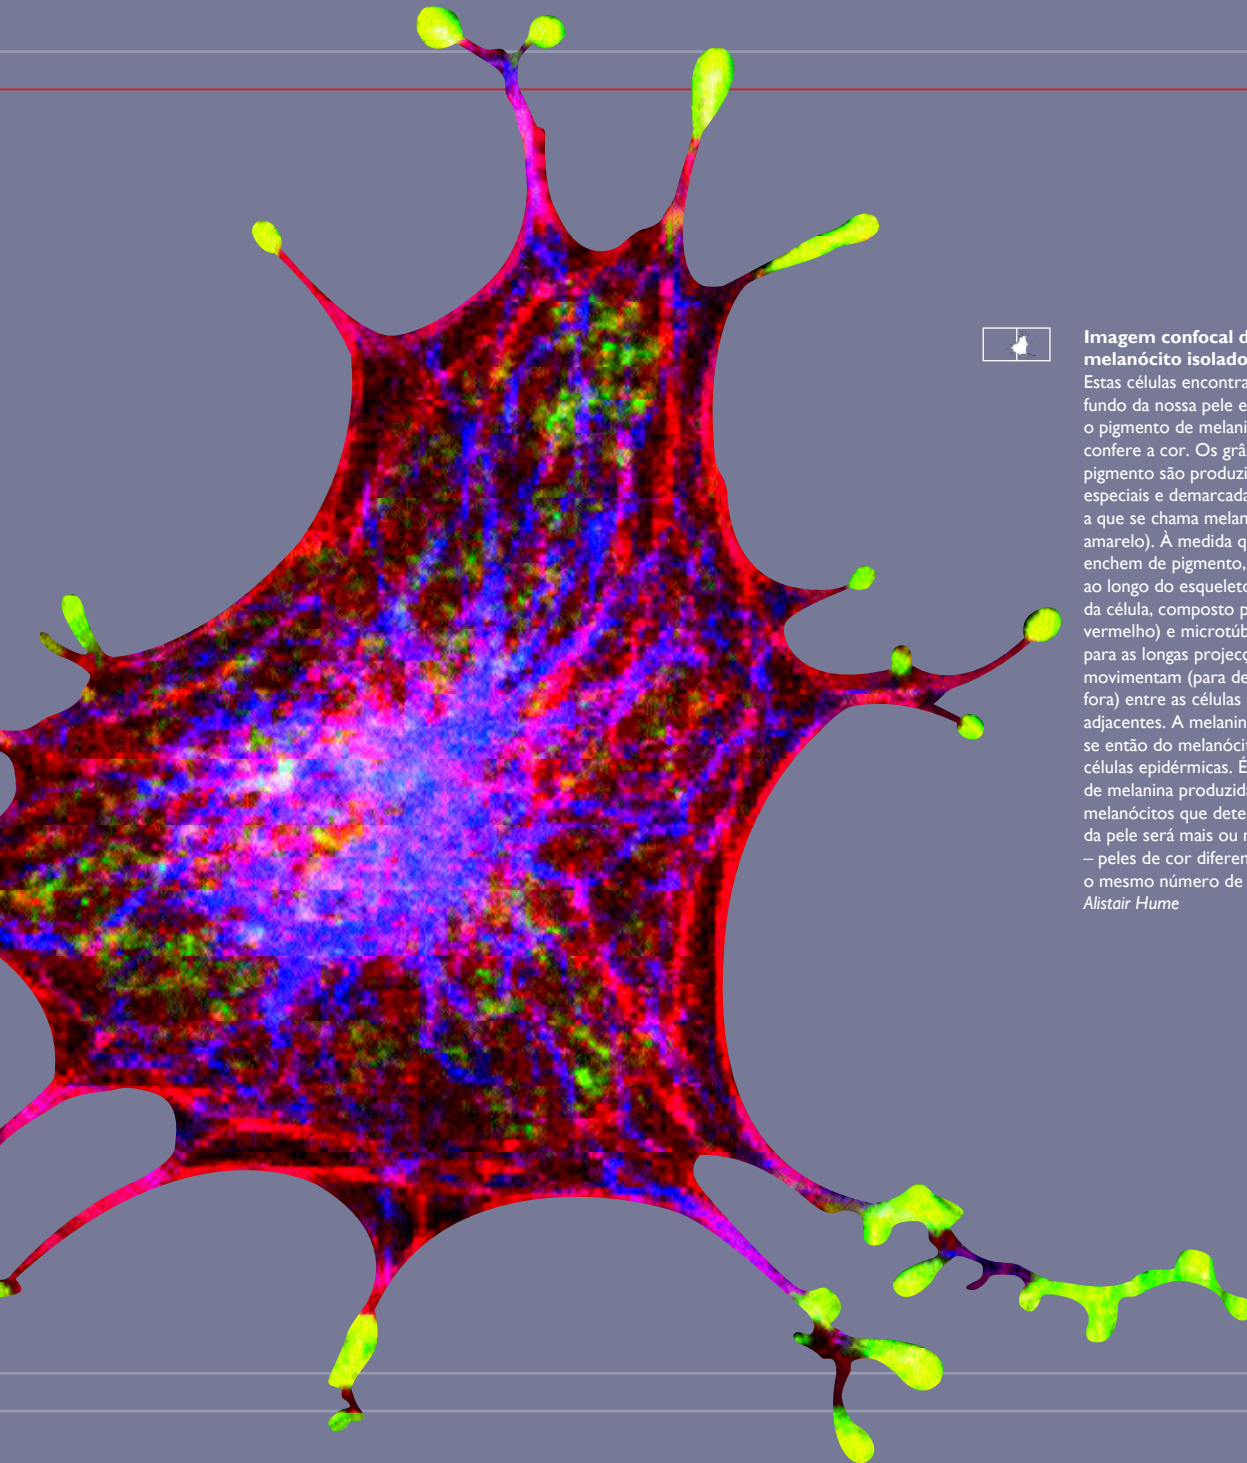 Imagem confocal d
melanócito isolado
Estas células encontra
fundo da nossa pele e
o pigmento de melani
confere a cor. Os grâ
pigmento são produzi
especiais e demarcada
a que se chama melan
amarelo). À medida q
enchem de pigmento,
ao longo do esqueleto
da célula, composto p
vermelho) e microtúb
para as longas projecç
movimentam (para de
fora) entre as células
adjacentes. A melanin
se então do melanóci
células epidérmicas. É
de melanina produzida
melanócitos que dete
da pele será mais ou m
– peles de cor diferen
o mesmo número de
Alistair Hume